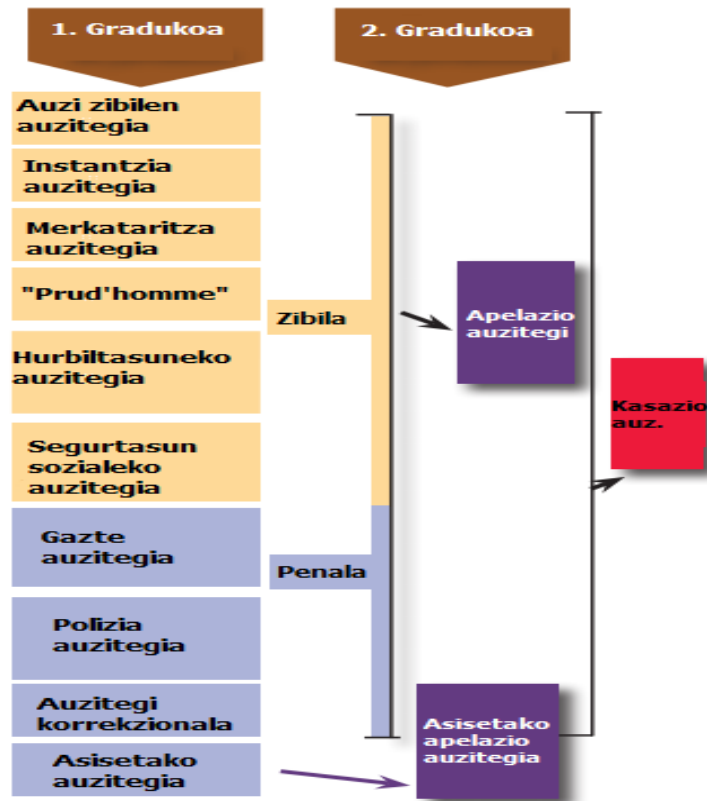 1. Gradukoa
2. Gradukoa
Auzi zibilen
auzitegia
Instantzia
auzitegia
Merkataritza
auzitegia
"Prud'homme"
Hurbiltasuneko
auzitegia
Segurtasun
sozialeko
auzitegia
Gazte
auzitegia
Polizia
auzitegia
Auzitegi
korrekzionala
Asisetako
auzitegia
Zibila
Penala
Apelazio
auzitegi
Asisetako
apelazio
auzitegia
Kasazio
auz.